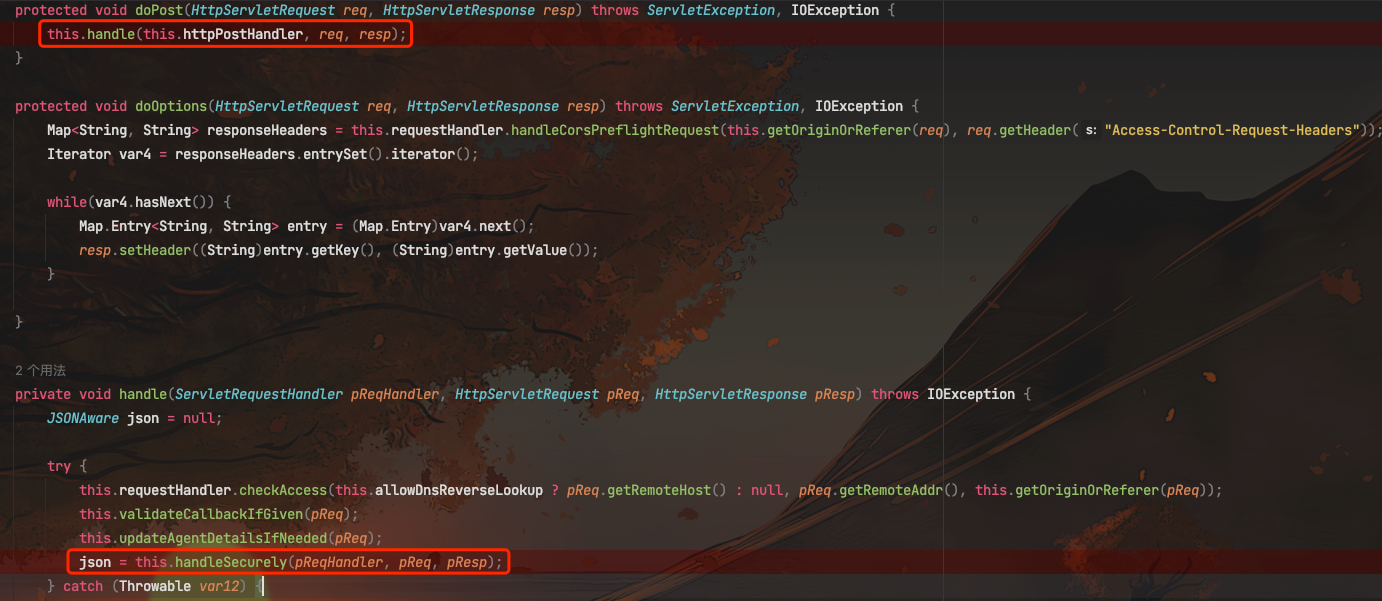 protected void doPost(HttpServletRequest req, HttpServletResponse resp) throws ServletException, IOException {
this.handle(this.httpPostHandler, req, resp);
}
protected void doOptions(HttpServletRequest req, HttpServletResponse resp) throws ServletException, IOException {
Map<String, String> responseHeaders = this.requestHandler.handleCorsPreflightRequest(this.getOriginOrReferer(req), req.getHeader( s: "Access-Control-Request-Headers"));
Iterator var4 = responseHeaders.entrySet().iterator();
while(var4.hasNext()) {
Map.Entry<String, String> entry = (Map.Entry)var4.next();
resp.setHeader((String)entry.getKey(), (String)entry.getValue());
}
}
2 个用法
private void handle(ServletRequestHandler pReqHandler, HttpServletRequest pReq, HttpServletResponse pResp) throws IOException {
JSONAware json = null;
try {
this.requestHandler.checkAccess(this.allowDnsReverseLookup ? pReq.getRemoteHost() : null, pReq.getRemoteAddr(), this.getOriginOrReferer(pReq));
this.validateCallbackIfGiven(pReq);
this.updateAgentDetailsIfNeeded(pReq);
json = this.handleSecurely(pReqHandler, pReq, pResp);
} catch (Throwable var12) {